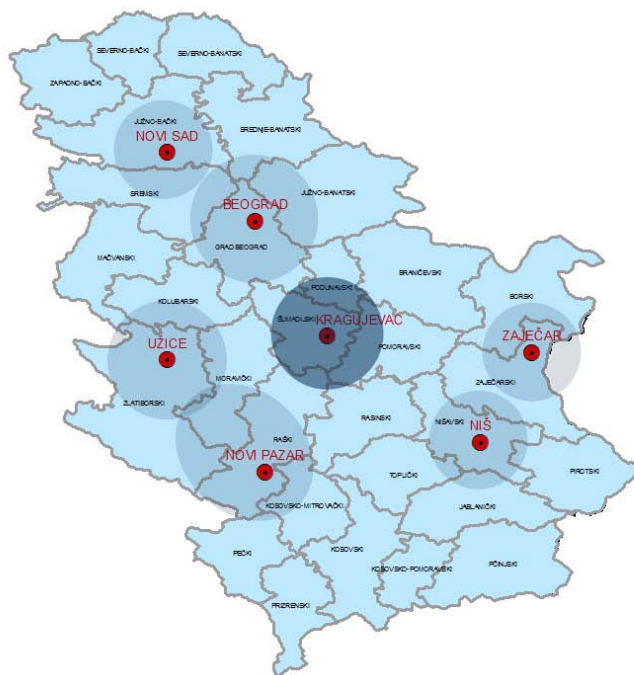 SEVERNO-BAČKI
SEVERNO-BANATSKI
ZAPADNO-BAČKI
JUŽNO-BAČKI
NOVI SAD
SREDNJE-BANATSKI
SREMSKI
JUŽNO-BANATSKI
BEOGRAD
GRAD BEOGRAD
MAČVANSKI
BRANIČEVSKI
PODUNAVSKI
BORSKI
KOLUBARSKI
ŠUMADIJSKI
KRAGUJEVAC
ZAJEČAR
UŽICE
POMORAVSKI
MORAVIČKI
ZAJEČARSKI
ZLATIBORSKI
RASINSKI
NIŠAVSKI
NIŠ
RAŠKI
NOVI PAZAR
TOPLIČKI
PIROTSKI
KOSOVSKO-MITROVAČKI
JABLANIČKI
PEĆKI
KOSOVSKI
KOSOVSKO-POMORAVSKI
PČINJSKI
PRIZRENSKI